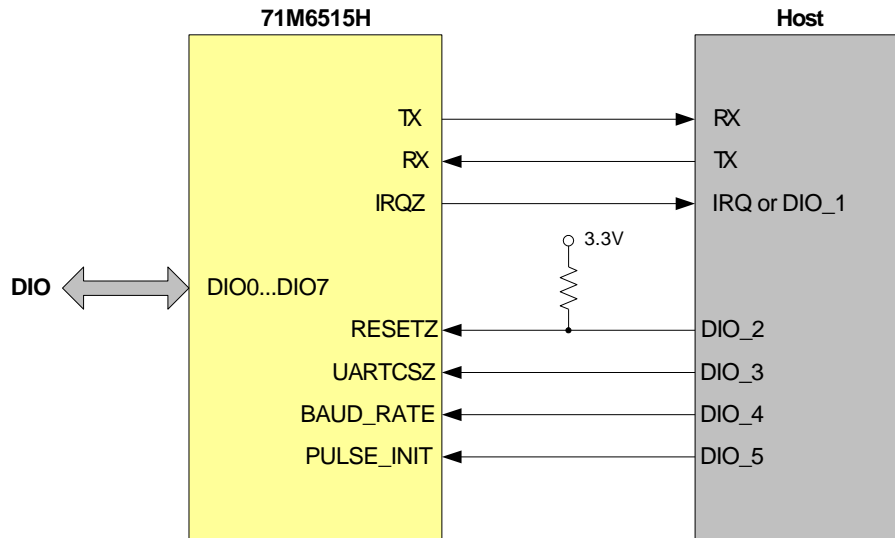 71M6515H Host
TX RX
RX TX
IRQZ IRQ or DIO_1
3.3V
DIO DIO0...DIO7
RESETZ DIO_2
UARTCSZ DIO_3
BAUD_RATE DIO_4
PULSE_INIT DIO_5